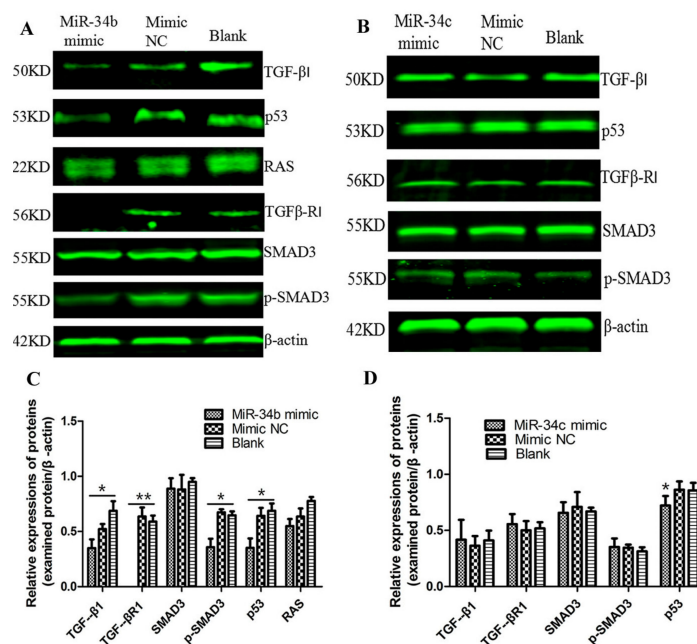 A
MiR-34b mimic
Mimic NC
Blank
50KD
TGF-βI
53KD
p53
22KD
RAS
56KD
TGFβ-RI
55KD
SMAD3
55KD
p-SMAD3
42KD
β-actin
B
MiR-34c mimic
Mimic NC
Blank
50KD
TGF-βI
53KD
p53
56KD
TGFβ-RI
55KD
SMAD3
55KD
p-SMAD3
42KD
β-actin
C
Relative expressions of proteins
(examined protein/β -actin)
1.5
1.0
0.5
0.0
MiR-34b mimic
Mimic NC
Blank
*
**
*
*
TGF--β1
TGF--βR1
SMAD3
p-SMAD3
p53
RAS
D
Relative expressions of proteins
(examined protein/β -actin)
1.5
1.0
0.5
0.0
MiR-34c mimic
Mimic NC
Blank
*
TGF--β1
TGF--βR1
SMAD3
p-SMAD3
p53